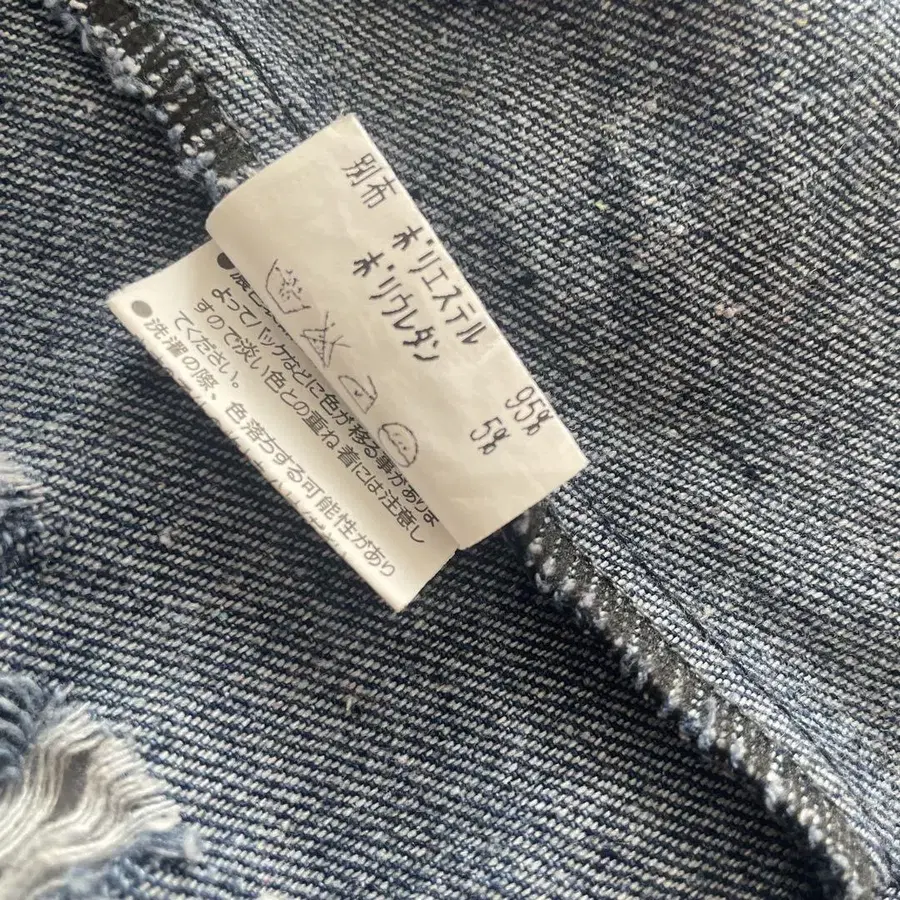 別布
ポリエステル 95%
ポリウレタン 5%
よってバッグなどに色が移る事がありま
すので淡い色との重ね着には注意し
てください。
●洗濯の際、色落ちする可能性があり